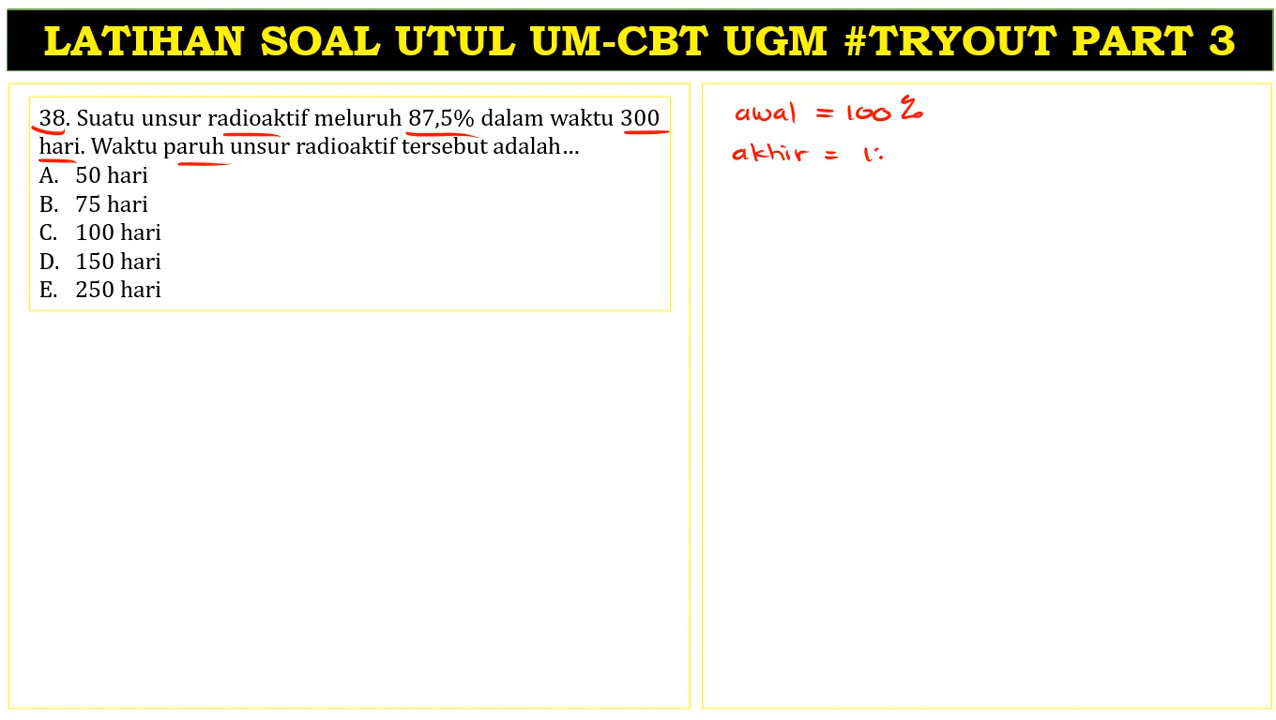 LATIHAN SOAL UTUL UM-CBT UGM #TRYOUT PART 3
38. Suatu unsur radioaktif meluruh 87,5% dalam waktu 300
hari. Waktu paruh unsur radioaktif tersebut adalah...
A. 50 hari
B. 75 hari
C. 100 hari
D. 150 hari
E. 250 hari
awal = 100%
akhir = 1